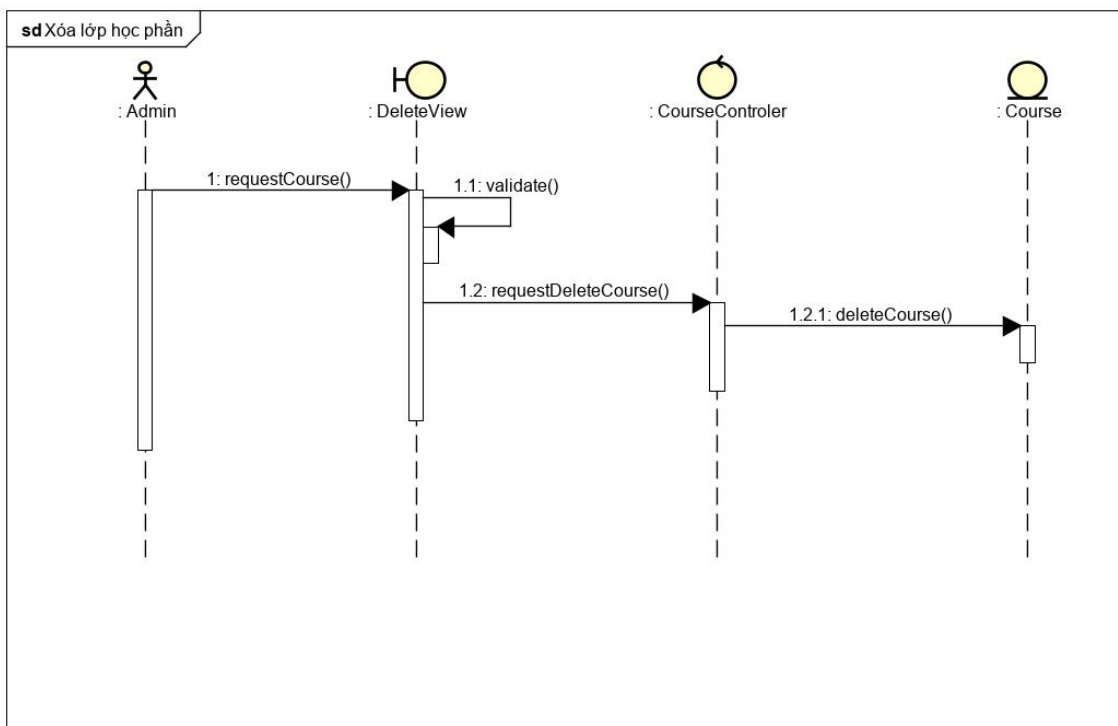 sd Xóa lớp học phần
: Admin
: DeleteView
: CourseControler
: Course
1: requestCourse()
1.1: validate()
1.2: requestDeleteCourse()
1.2.1: deleteCourse()